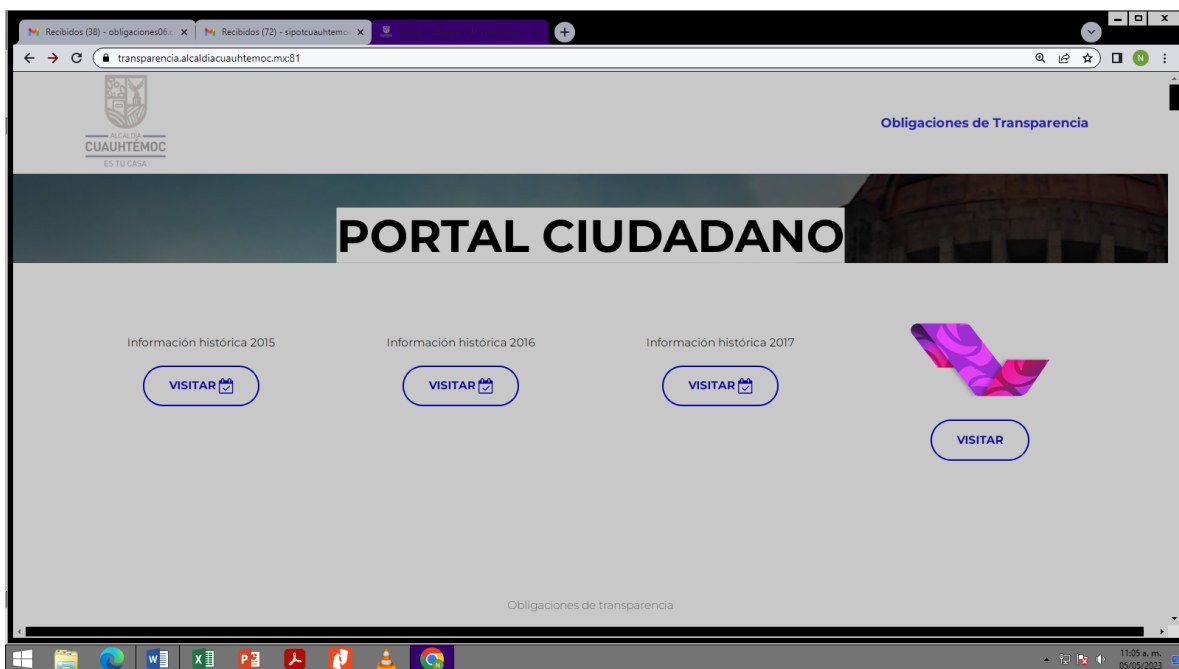 Recibidos (38) - obligaciones06.c
Recibidos (72) - sipotcuauhtemoc
transparencia.alcaldiacuauhtemoc.mx:81
N
ALCALDÍA
CUAUHTÉMOC
ES TU CASA
Obligaciones de Transparencia
PORTAL CIUDADANO
Información histórica 2015
Información histórica 2016
Información histórica 2017
VISITAR
VISITAR
VISITAR
VISITAR
Obligaciones de transparencia
11:05 a. m.
05/05/2023